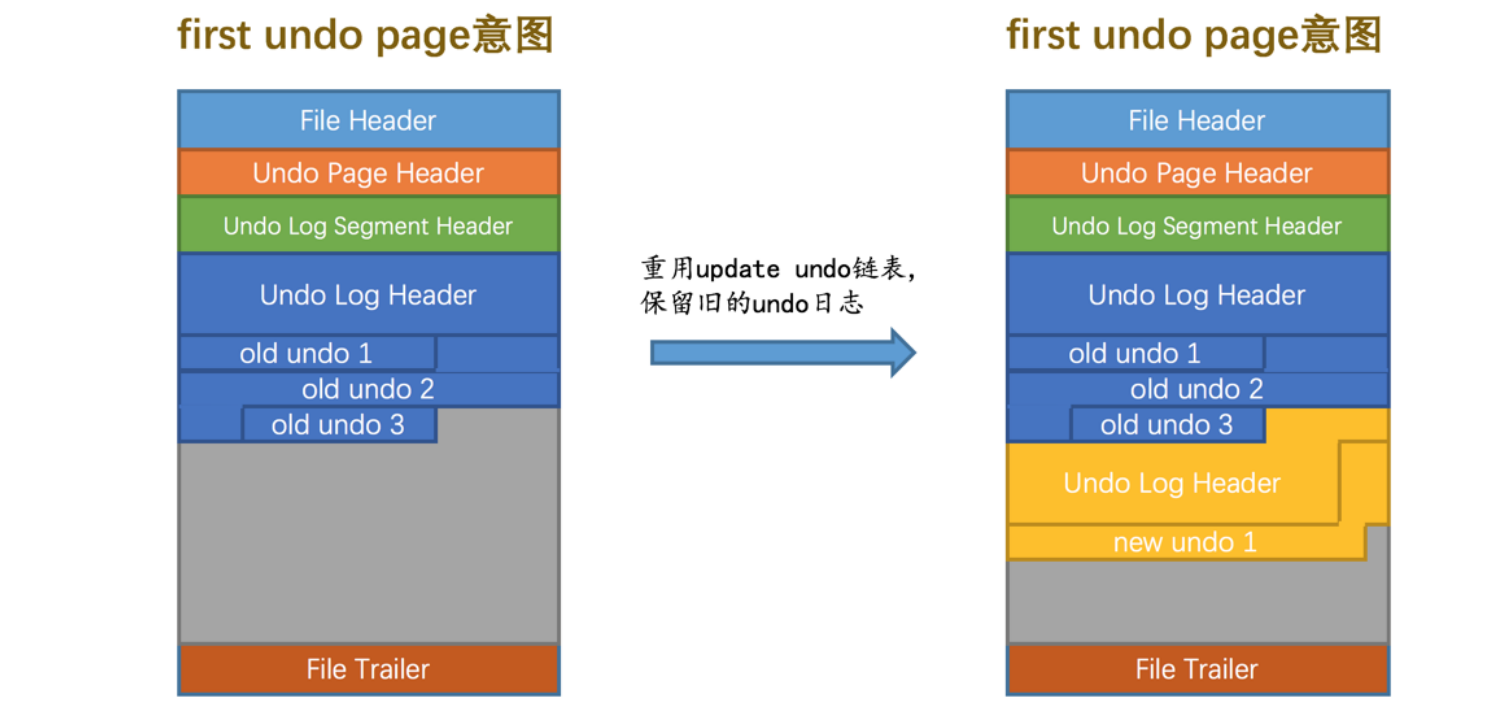 first undo page意图
File Header
Undo Page Header
Undo Log Segment Header
Undo Log Header
old undo 1
old undo 2
old undo 3
File Trailer
重用update undo链表,
保留旧的undo日志
first undo page意图
File Header
Undo Page Header
Undo Log Segment Header
Undo Log Header
old undo 1
old undo 2
old undo 3
Undo Log Header
new undo 1
File Trailer